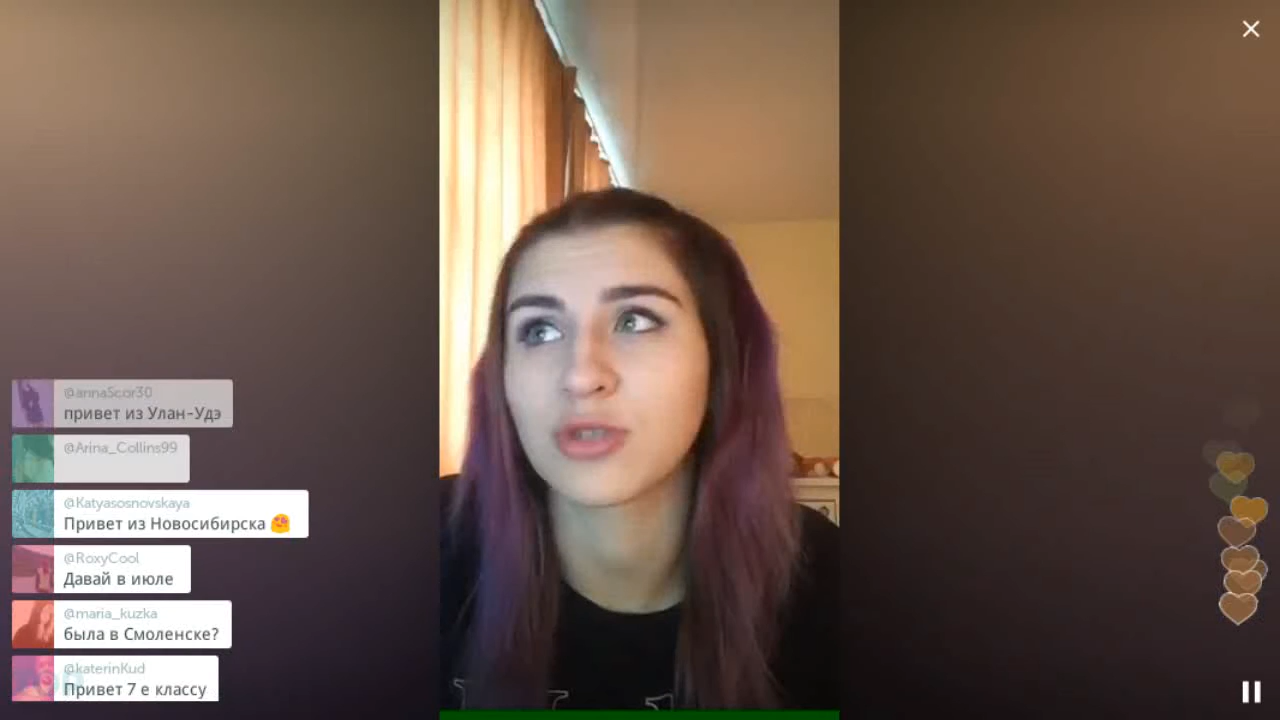 @annaScor30
привет из Улан-Удэ
@Arina_Collins99
@Katyasosnovskaya
Привет из Новосибирска 😍
@RoxyCool
Давай в июле
@maria_kuzka
была в Смоленске?
@katerinKud
Привет 7 е классу